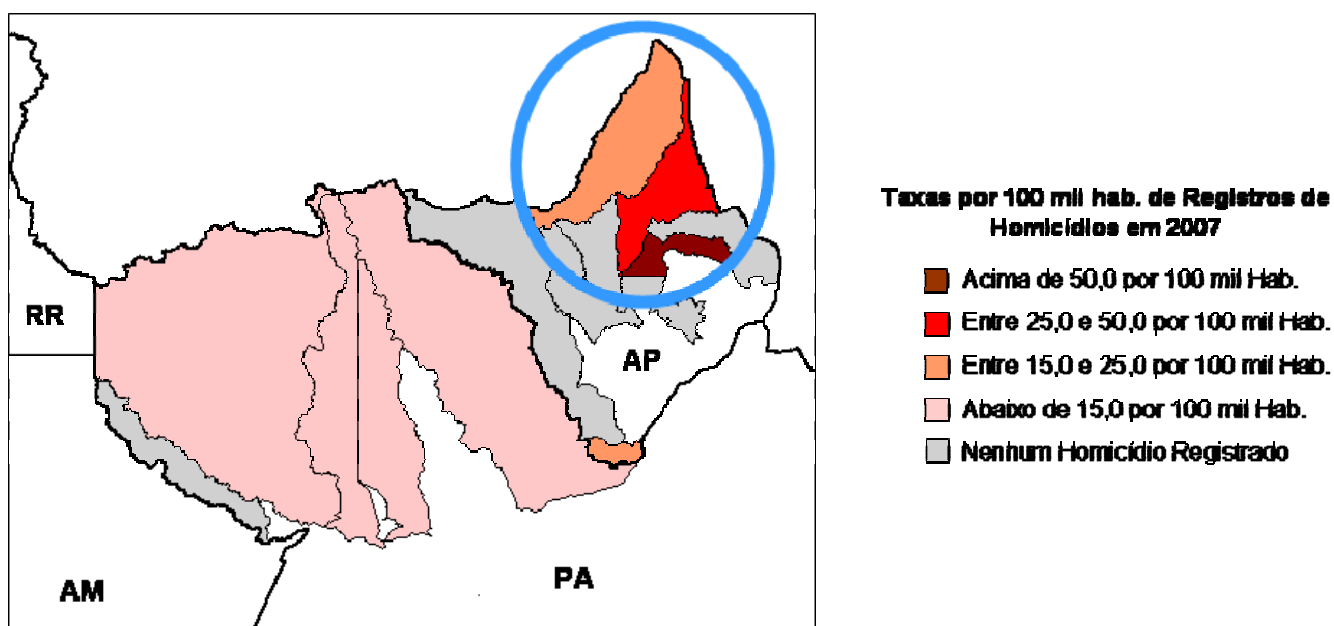 RR
AP
AM
PA
Taxas por 100 mil hab. de Registros de
Homicídios em 2007
Acima de 50,0 por 100 mil Hab.
Entre 25,0 e 50,0 por 100 mil Hab.
Entre 15,0 e 25,0 por 100 mil Hab.
Abaixo de 15,0 por 100 mil Hab.
Nenhum Homicídio Registrado